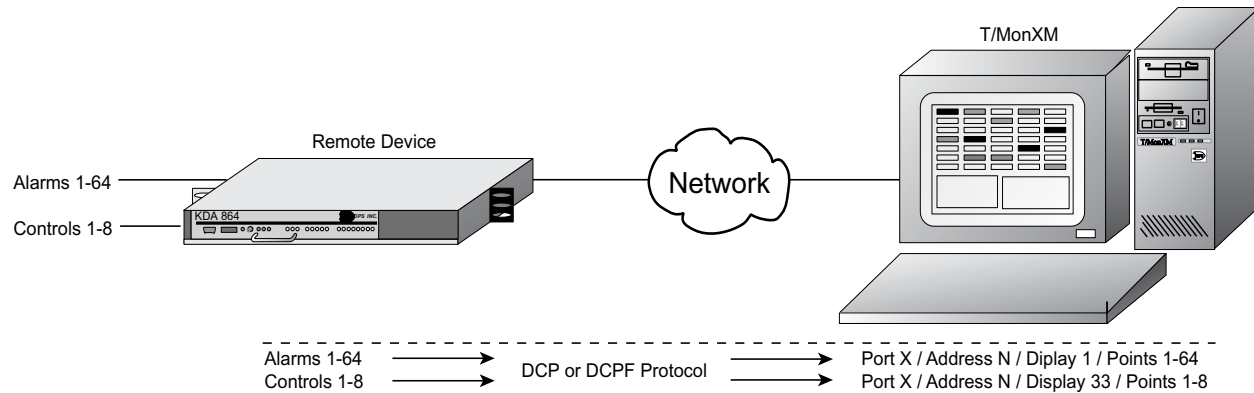 T/MonXM
Remote Device
Alarms 1-64
Controls 1-8
KDA 864
DPS INC.
Network
T/MonXM
Alarms 1-64
Controls 1-8
DCP or DCPF Protocol
Port X / Address N / Diplay 1 / Points 1-64
Port X / Address N / Display 33 / Points 1-8